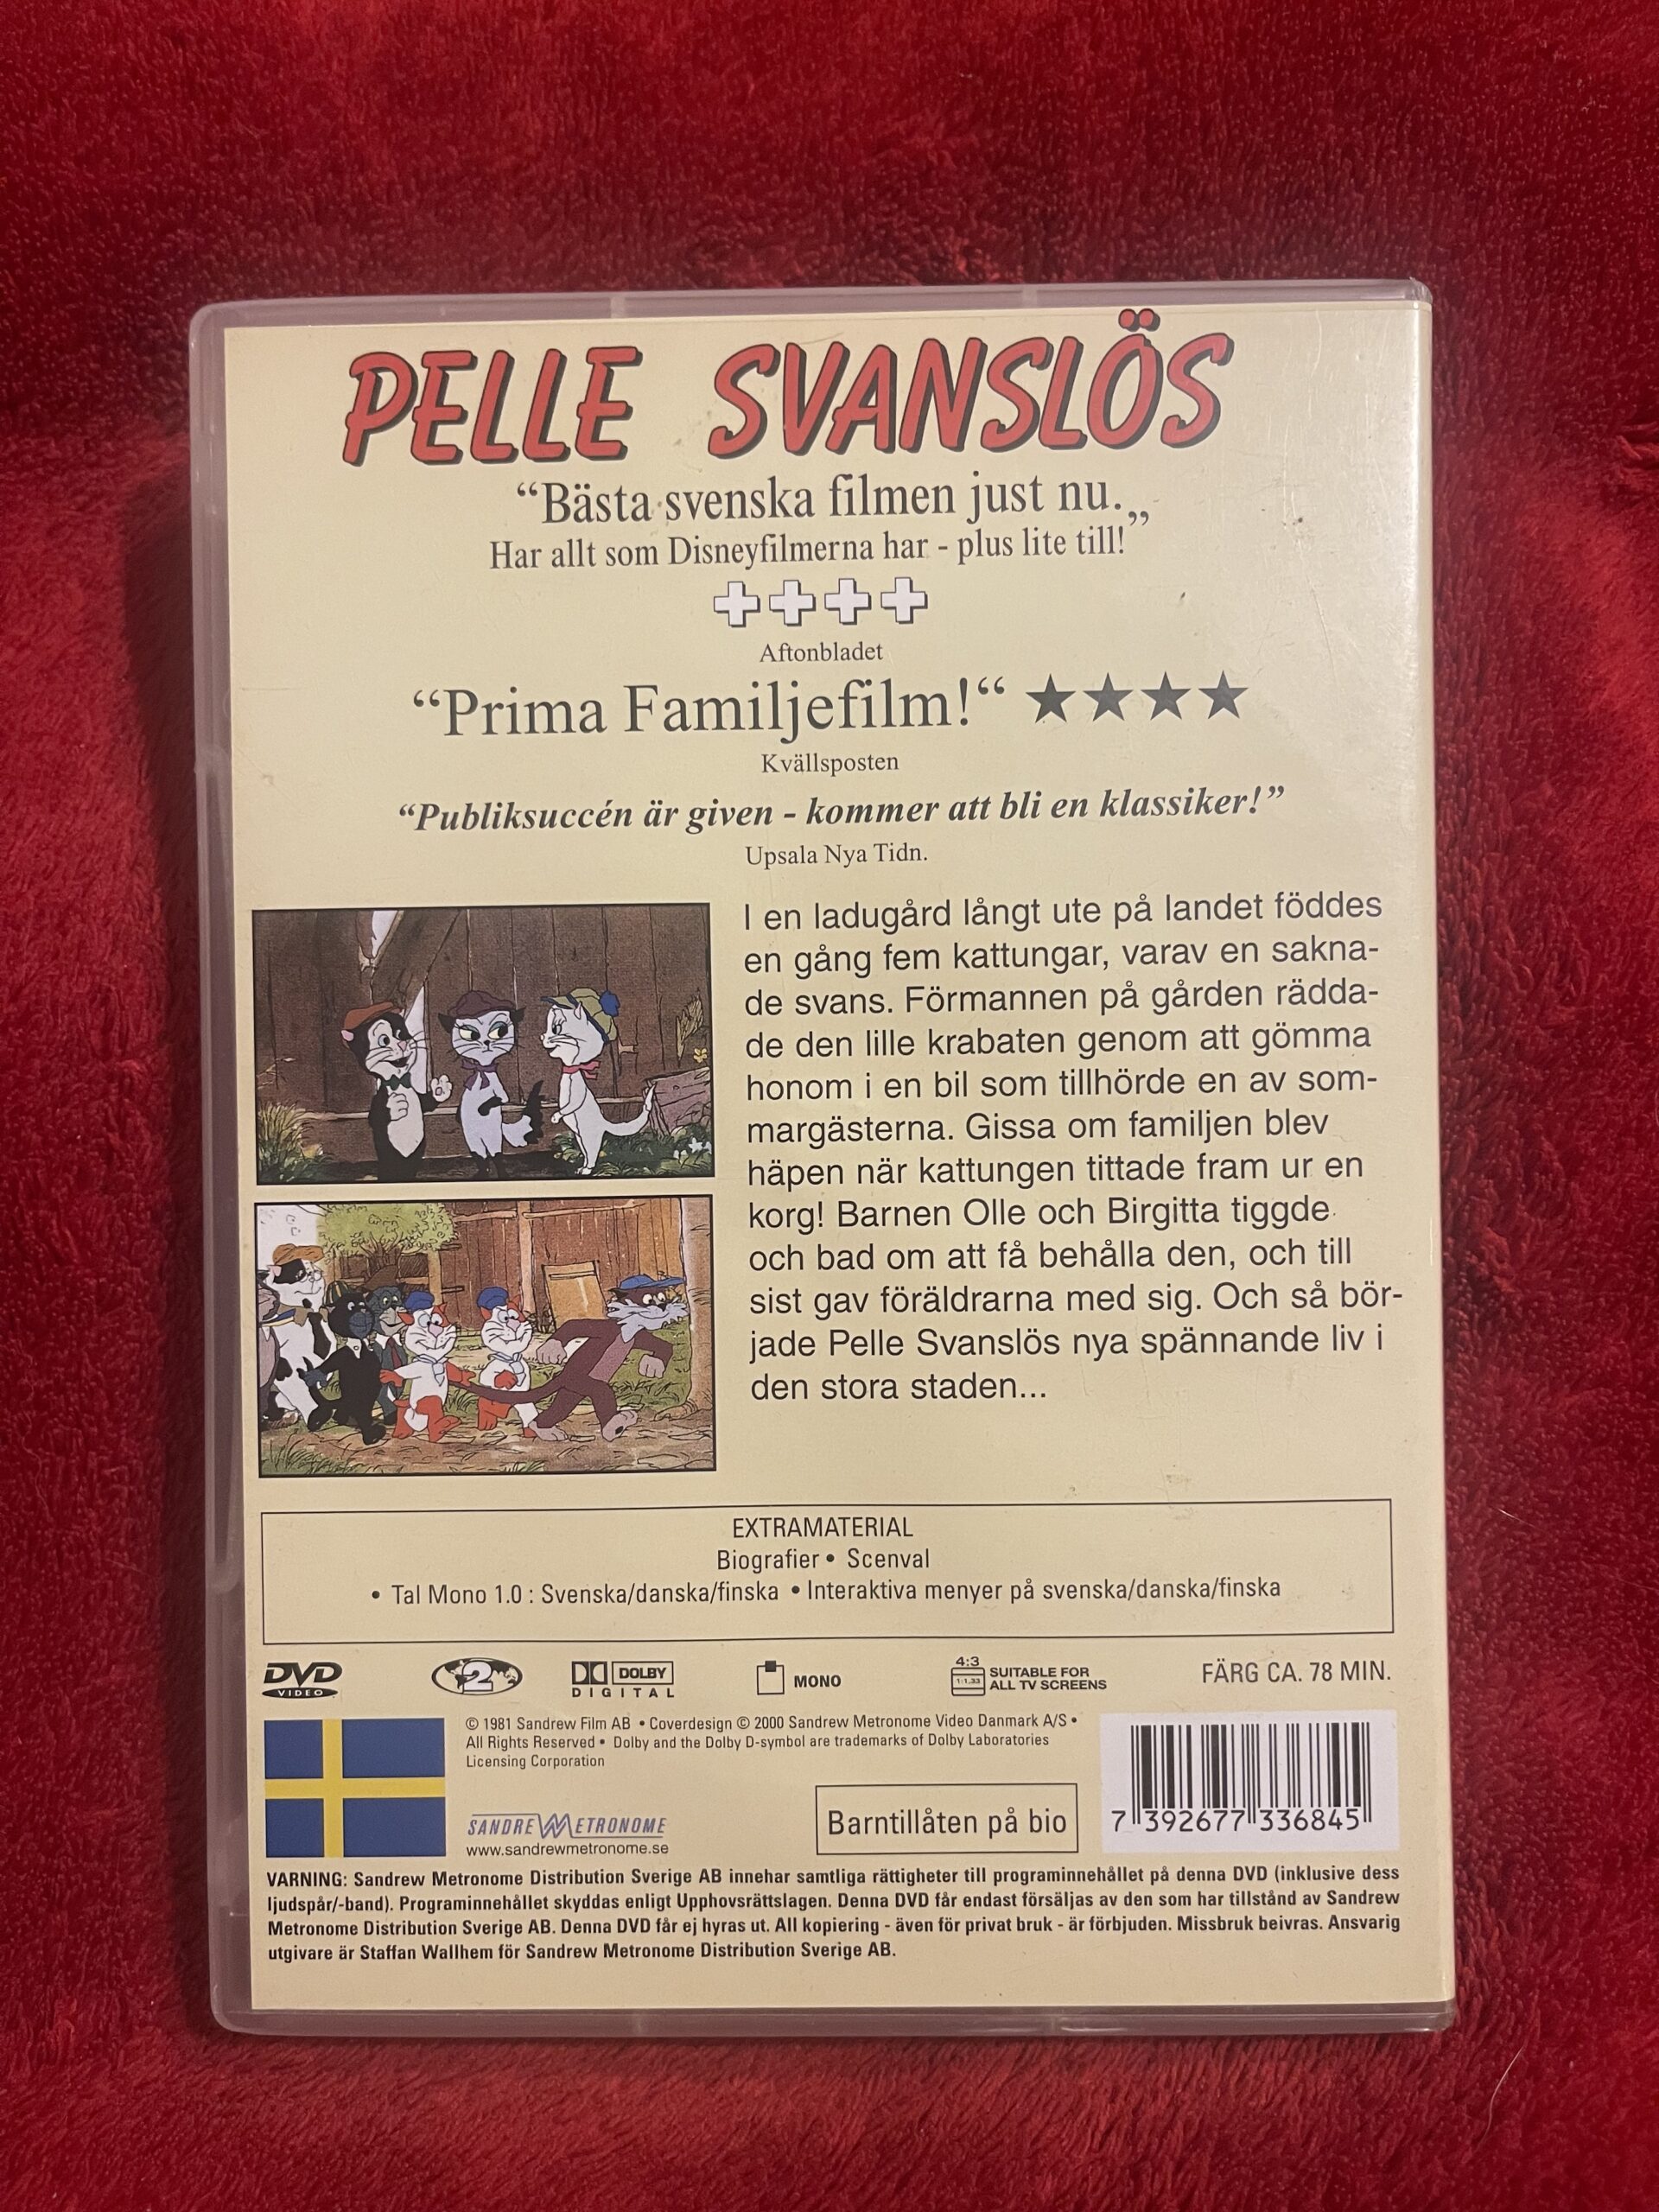 PELLE SVANSLÖS
“Bästa svenska filmen just nu.
Har allt som Disneyfilmerna har - plus lite till!”
Aftonbladet
“Prima Familjefilm!“ ★★★★
Kvällsposten
“Publiksuccén är given - kommer att bli en klassiker!”
Upsala Nya Tidn.
I en ladugård långt ute på landet föddes
en gång fem kattungar, varav en sakna-
de svans. Förmannen på gården rädda-
de den lille krabaten genom att gömma
honom i en bil som tillhörde en av som-
margästerna. Gissa om familjen blev
häpen när kattungen tittade fram ur en
korg! Barnen Olle och Birgitta tiggde
och bad om att få behålla den, och till
sist gav föräldrarna med sig. Och så bör-
jade Pelle Svanslös nya spännande liv i
den stora staden...
EXTRAMATERIAL
Biografier • Scenval
• Tal Mono 1.0 : Svenska/danska/finska • Interaktiva menyer på svenska/danska/finska
DVD
VIDEO
2
DOLBY
DIGITAL
MONO
4:3
1:1.33
SUITABLE FOR
ALL TV SCREENS
FÄRG CA. 78 MIN.
© 1981 Sandrew Film AB • Coverdesign © 2000 Sandrew Metronome Video Danmark A/S •
All Rights Reserved • Dolby and the Dolby D-symbol are trademarks of Dolby Laboratories
Licensing Corporation
SANDREW METRONOME
www.sandrewmetronome.se
Barntillåten på bio
7 392677 336845
VARNING: Sandrew Metronome Distribution Sverige AB innehar samtliga rättigheter till programinnehållet på denna DVD (inklusive dess
ljudspår/-band). Programinnehållet skyddas enligt Upphovsrättslagen. Denna DVD får endast försäljas av den som har tillstånd av Sandrew
Metronome Distribution Sverige AB. Denna DVD får ej hyras ut. All kopiering - även för privat bruk - är förbjuden. Missbruk beivras. Ansvarig
utgivare är Staffan Wallhem för Sandrew Metronome Distribution Sverige AB.